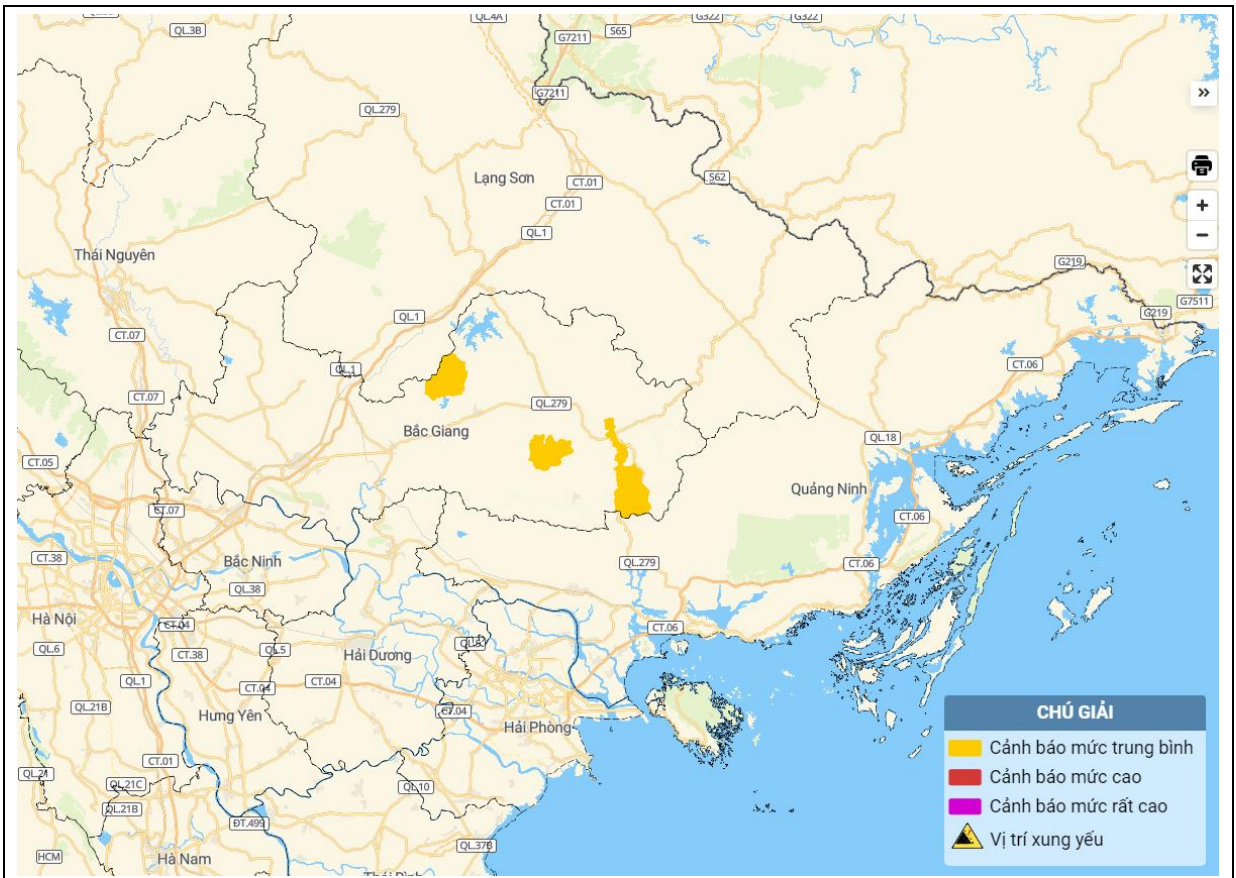 QL.4A
G322
G322
QL.3B
S65
G7211
G7211
»
QL.279
Lạng Sơn
CT.01
S62
CT.01
+
QL.1
−
Thái Nguyên
G219
G7511
G219
QL.1
CT.07
QL.1
CT.06
CT.07
QL.279
Bắc Giang
QL.18
CT.05
Quảng Ninh
CT.07
CT.06
CT.38
Bắc Ninh
QL.279
CT.06
QL.38
Hà Nội
CT.04
CT.06
QL.6
CT.38
QL.5
Hải Dương
QL.1
CT.04
CT.04
QL.21B
Hưng Yên
CT.04
Hải Phòng
CHÚ GIẢI
Cảnh báo mức trung bình
CT.01
QL.21
Cảnh báo mức cao
QL.21C
QL.10
QL.21B
Cảnh báo mức rất cao
ĐT.499
Vị trí xung yếu
QL.37B
HCM
Hà Nam
Thái Bình